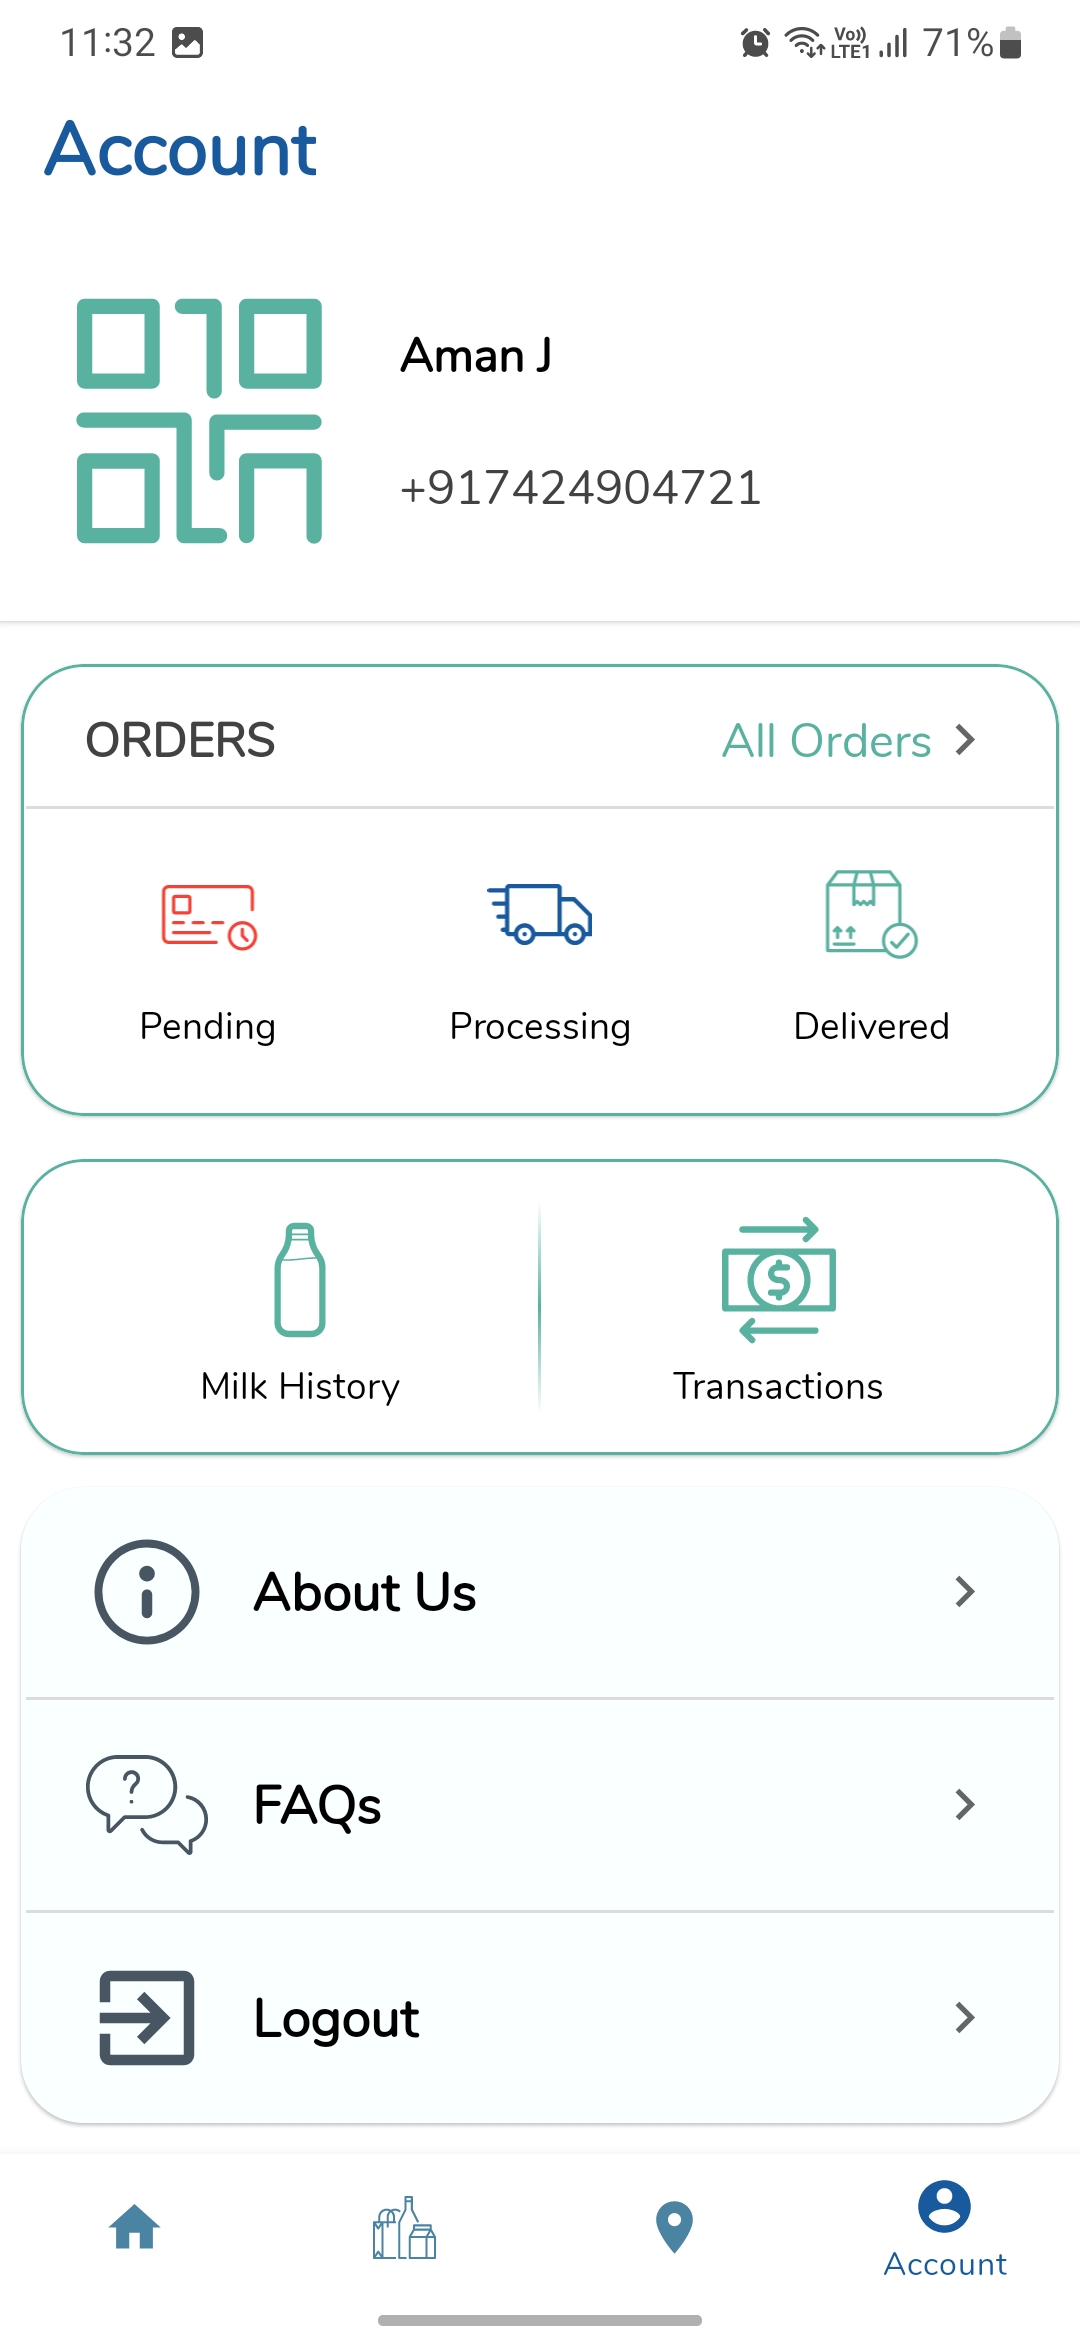 11:32 Vo)) LTE1 71%
Account
Aman J
+917424904721
ORDERS All Orders
Pending Processing Delivered
$
Milk History Transactions
About Us
?
FAQs
Logout
Account